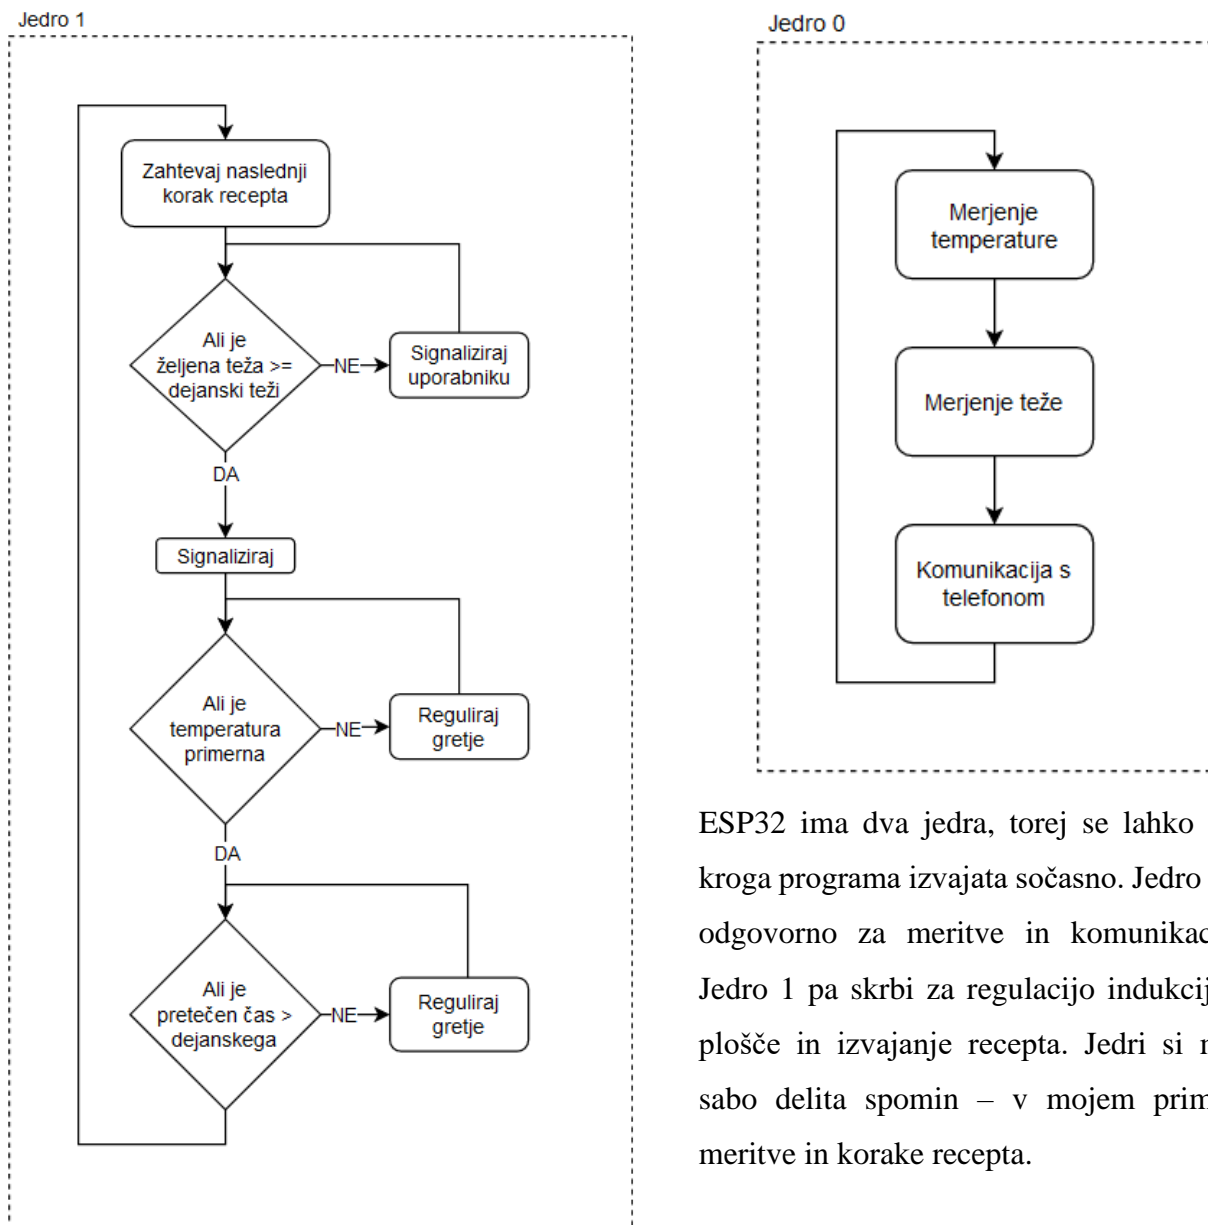 Jedro 1
Zahtevaj naslednji
korak recepta
Ali je
željena teža >=
dejanski teži
NE
Signaliziraj
uporabniku
DA
Signaliziraj
Ali je
temperatura
primerna
NE
Reguliraj
gretje
DA
Ali je
pretečen čas >
dejanskega
NE
Reguliraj
gretje
Jedro 0
Merjenje
temperature
Merjenje teže
Komunikacija s
telefonom
ESP32 ima dva jedra, torej se lahko
kroga programa izvajata sočasno. Jedro
odgovorno za meritve in
Jedro 1 pa skrbi za regulacijo
plošče in izvajanje recepta. Jedri si
sabo delita spomin – v mojem
meritve in korake recepta.